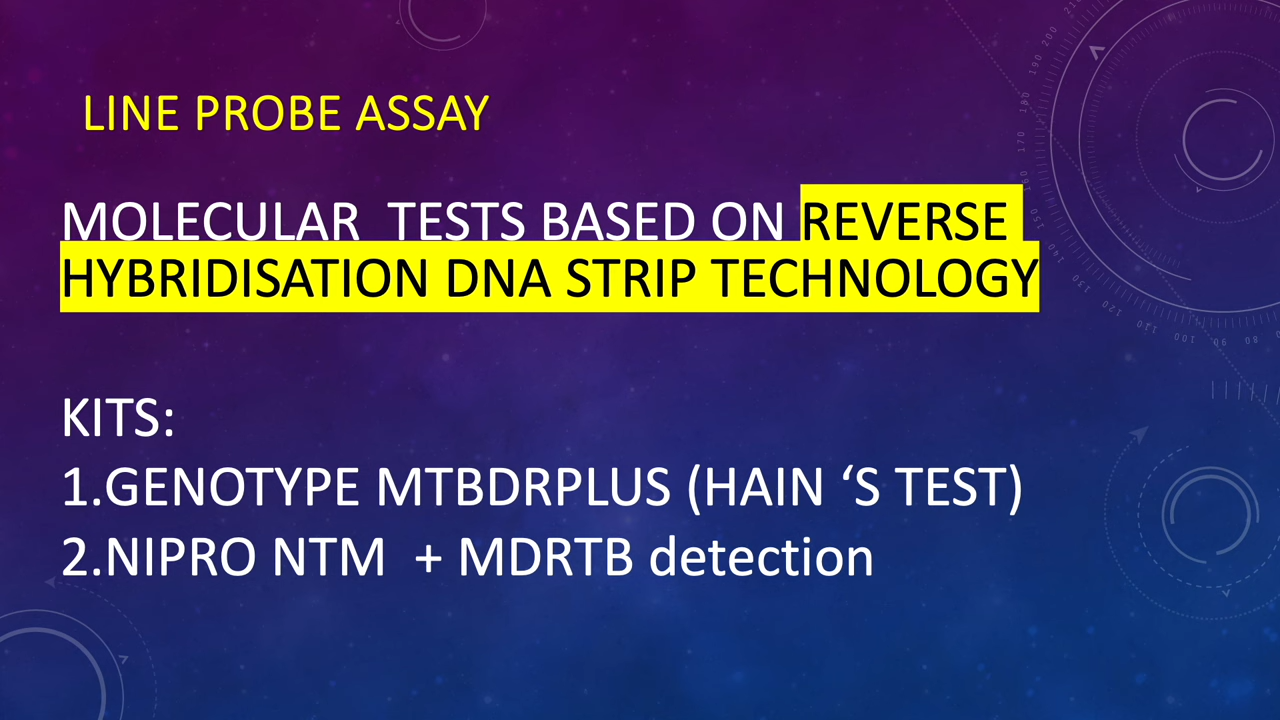 LINE PROBE ASSAY
MOLECULAR TESTS BASED ON REVERSE
HYBRIDISATION DNA STRIP TECHNOLOGY
KITS:
1.GENOTYPE MTBDRPLUS (HAIN ‘S TEST)
2.NIPRO NTM + MDRTB detection